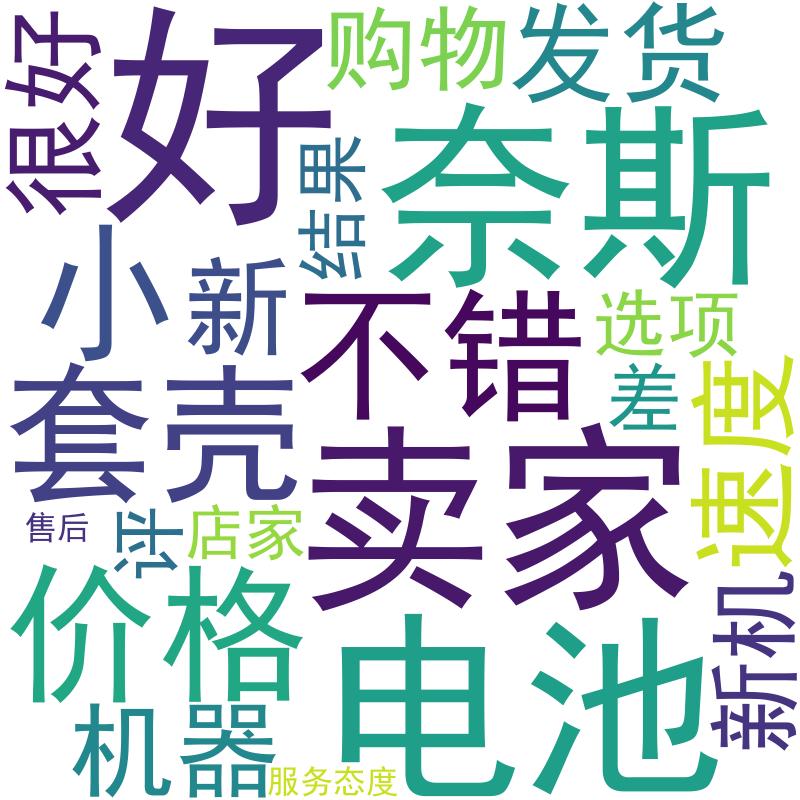 很好
好
购物
发货
结果
奈斯
小
新
不错
选项
套壳
差
速度
卖家
售后
评
店家
价格
新机
电池
机器
服务态度